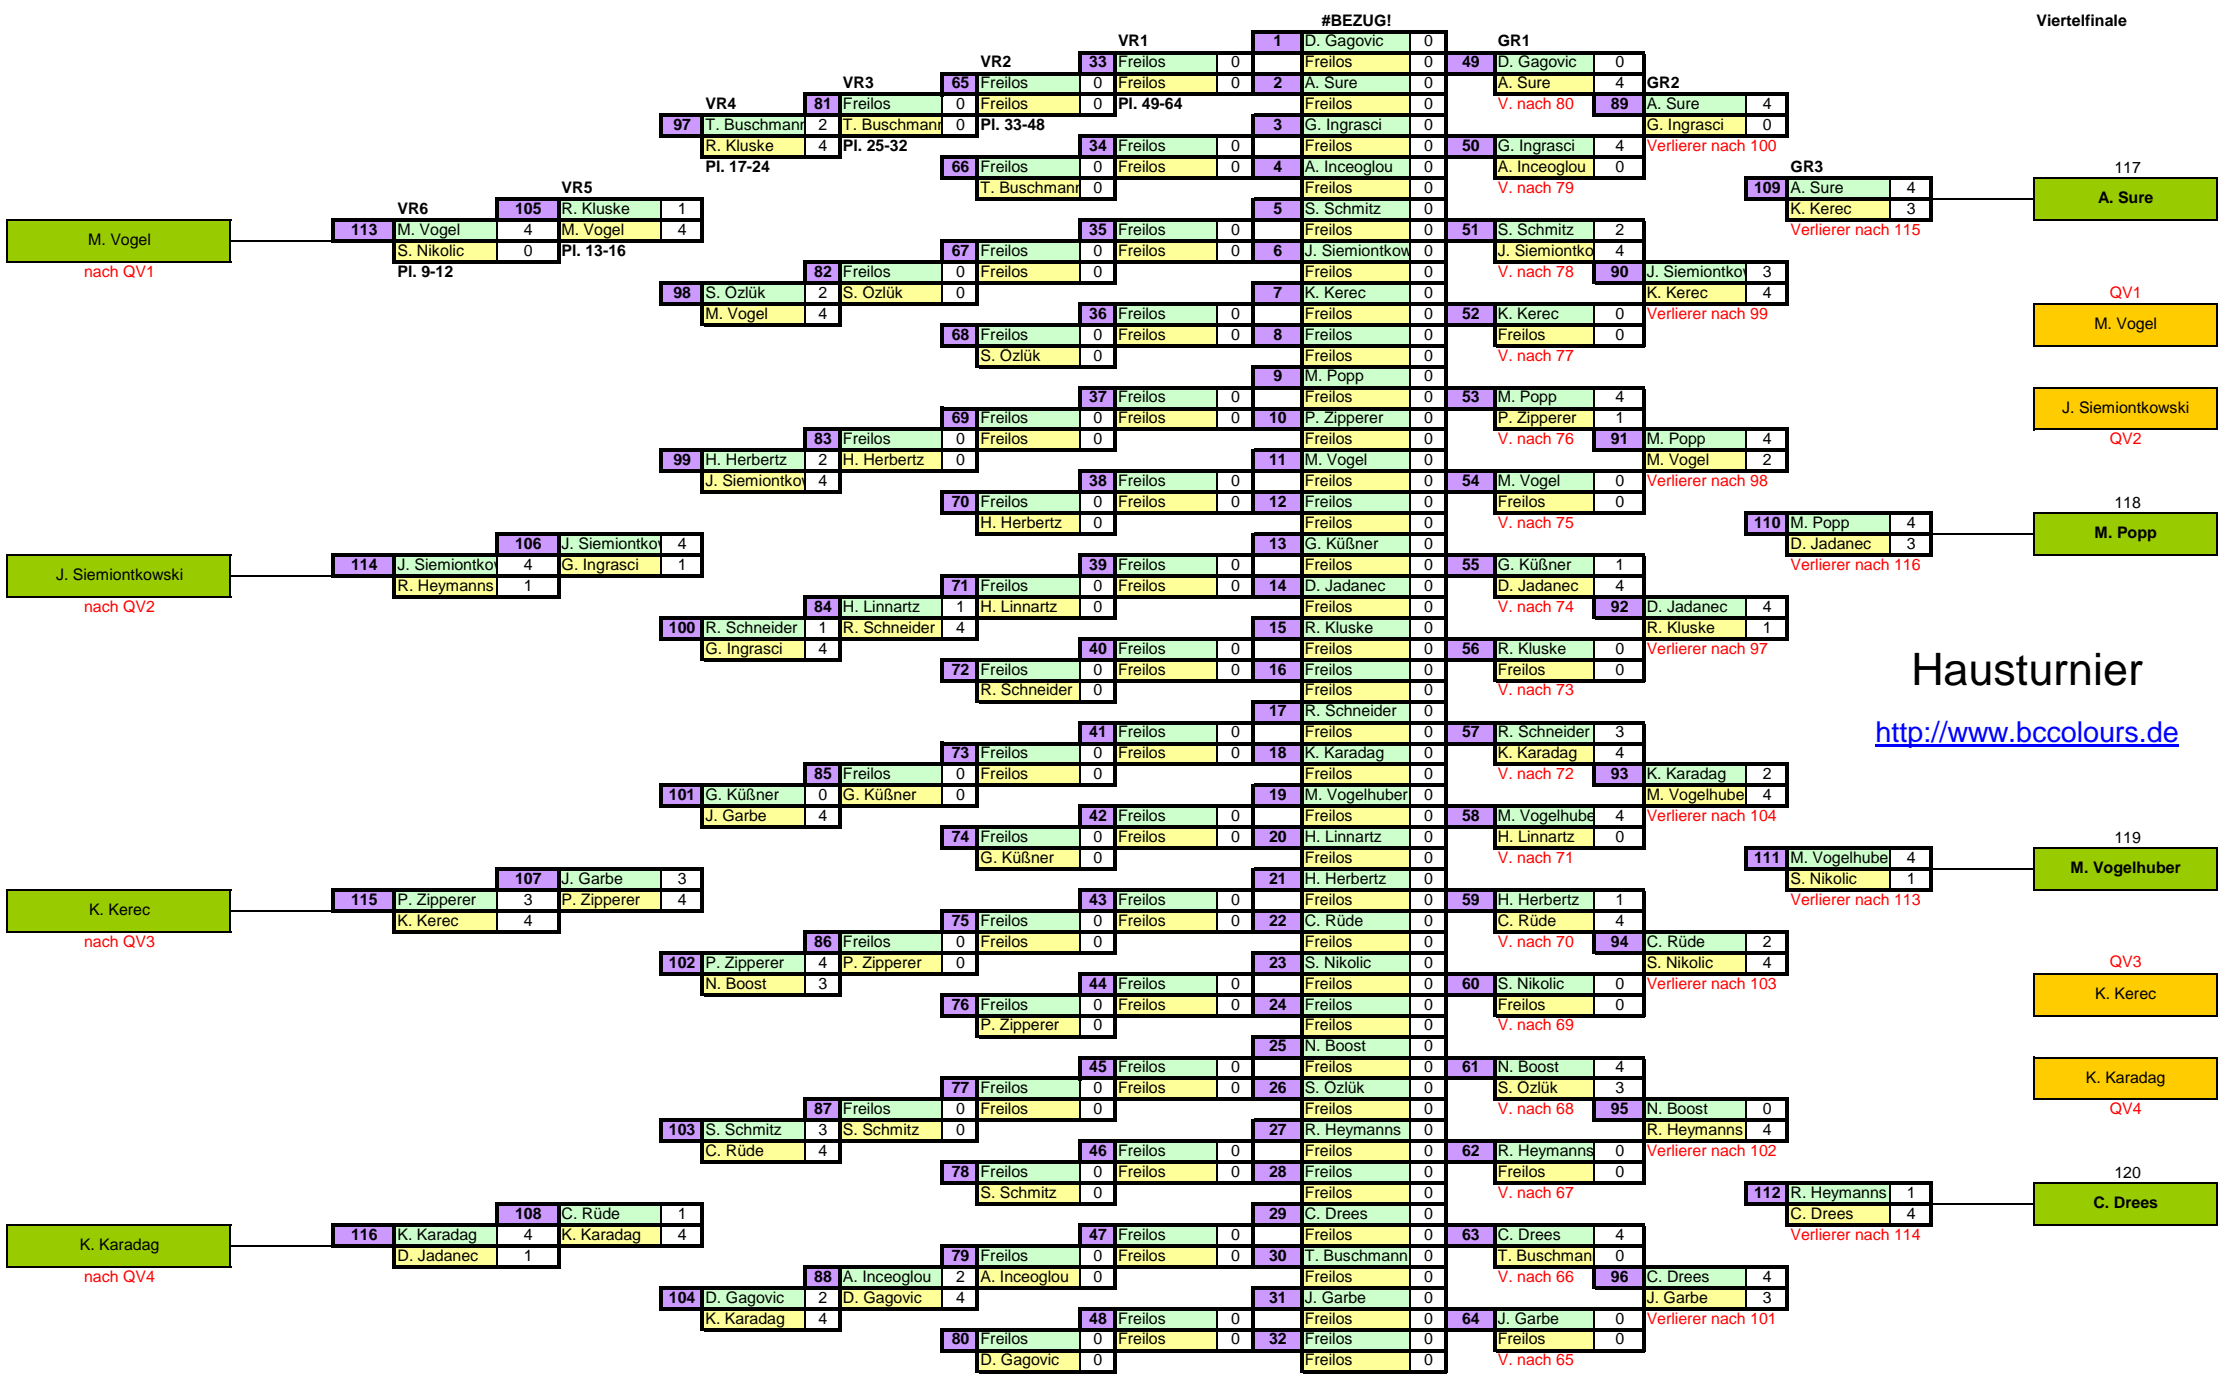 #BEZUG! Viertelfinale
VR1 1 D. Gagovic 0 GR1
VR2 33 Freilos 0 Freilos 0 49 D. Gagovic 0
VR3 65 Freilos 0 Freilos 0 2 A. Sure 0 A. Sure 4 GR2
VR4 81 Freilos 0 Freilos 0 Pl. 49-64 Freilos 0 V. nach 80 89 A. Sure 4
97 T. Buschmann 2 T. Buschmann 0 Pl. 33-48 3 G. Ingrasci 0 G. Ingrasci 0
R. Kluske 4 Pl. 25-32 34 Freilos 0 Freilos 0 50 G. Ingrasci 4 Verlierer nach 100
Pl. 17-24 66 Freilos 0 Freilos 0 4 A. Inceoglou 0 A. Inceoglou 0 GR3 117
VR5 T. Buschmann 0 Freilos 0 V. nach 79 109 A. Sure 4 A. Sure
VR6 105 R. Kluske 1 5 S. Schmitz 0 K. Kerec 3
M. Vogel 113 M. Vogel 4 M. Vogel 4 35 Freilos 0 Freilos 0 51 S. Schmitz 2 Verlierer nach 115
S. Nikolic 0 Pl. 13-16 67 Freilos 0 Freilos 0 6 J. Siemiontkow 0 J. Siemiontko 4
nach QV1 Pl. 9-12 82 Freilos 0 Freilos 0 Freilos 0 V. nach 78 90 J. Siemiontkov 3
98 S. Özlük 2 S. Özlük 0 7 K. Kerec 0 K. Kerec 4 QV1
M. Vogel 4 36 Freilos 0 Freilos 0 52 K. Kerec 0 Verlierer nach 99 M. Vogel
68 Freilos 0 Freilos 0 8 Freilos 0 Freilos 0
S. Özlük 0 Freilos 0 V. nach 77
9 M. Popp 0
37 Freilos 0 Freilos 0 53 M. Popp 4 J. Siemiontkowski
69 Freilos 0 Freilos 0 10 P. Zipperer 0 P. Zipperer 1
83 Freilos 0 Freilos 0 Freilos 0 V. nach 76 91 M. Popp 4 QV2
99 H. Herbertz 2 H. Herbertz 0 11 M. Vogel 0 M. Vogel 2
J. Siemiontkov 4 38 Freilos 0 Freilos 0 54 M. Vogel 0 Verlierer nach 98
70 Freilos 0 Freilos 0 12 Freilos 0 Freilos 0 118
H. Herbertz 0 Freilos 0 V. nach 75 110 M. Popp 4 M. Popp
106 J. Siemiontkov 4 13 G. Küßner 0 D. Jadanec 3
J. Siemiontkowski 114 J. Siemiontkov 4 G. Ingrasci 1 39 Freilos 0 Freilos 0 55 G. Küßner 1 Verlierer nach 116
R. Heymanns 1 71 Freilos 0 Freilos 0 14 D. Jadanec 0 D. Jadanec 4
nach QV2 84 H. Linnartz 1 H. Linnartz 0 Freilos 0 V. nach 74 92 D. Jadanec 4
100 R. Schneider 1 R. Schneider 4 15 R. Kluske 0 R. Kluske 1
G. Ingrasci 4 40 Freilos 0 Freilos 0 56 R. Kluske 0 Verlierer nach 97
72 Freilos 0 Freilos 0 16 Freilos 0 Freilos 0 Hausturnier
R. Schneider 0 Freilos 0 V. nach 73
17 R. Schneider 0
41 Freilos 0 Freilos 0 57 R. Schneider 3 http://www.bccolours.de
73 Freilos 0 Freilos 0 18 K. Karadag 0 K. Karadag 4
85 Freilos 0 Freilos 0 Freilos 0 V. nach 72 93 K. Karadag 2
101 G. Küßner 0 G. Küßner 0 19 M. Vogelhuber 0 M. Vogelhube 4
J. Garbe 4 42 Freilos 0 Freilos 0 58 M. Vogelhube 4 Verlierer nach 104
74 Freilos 0 Freilos 0 20 H. Linnartz 0 H. Linnartz 0 119
G. Küßner 0 Freilos 0 V. nach 71 111 M. Vogelhube 4 M. Vogelhuber
107 J. Garbe 3 21 H. Herbertz 0 S. Nikolic 1
K. Kerec 115 P. Zipperer 3 P. Zipperer 4 43 Freilos 0 Freilos 0 59 H. Herbertz 1 Verlierer nach 113
K. Kerec 4 75 Freilos 0 Freilos 0 22 C. Rüde 0 C. Rüde 4
nach QV3 86 Freilos 0 Freilos 0 Freilos 0 V. nach 70 94 C. Rüde 2
102 P. Zipperer 4 P. Zipperer 0 23 S. Nikolic 0 S. Nikolic 4 QV3
N. Boost 3 44 Freilos 0 Freilos 0 60 S. Nikolic 0 Verlierer nach 103 K. Kerec
76 Freilos 0 Freilos 0 24 Freilos 0 Freilos 0
P. Zipperer 0 Freilos 0 V. nach 69
25 N. Boost 0
45 Freilos 0 Freilos 0 61 N. Boost 4 K. Karadag
77 Freilos 0 Freilos 0 26 S. Özlük 0 S. Özlük 3
87 Freilos 0 Freilos 0 Freilos 0 V. nach 68 95 N. Boost 0 QV4
103 S. Schmitz 3 S. Schmitz 0 27 R. Heymanns 0 R. Heymanns 4
C. Rüde 4 46 Freilos 0 Freilos 0 62 R. Heymanns 0 Verlierer nach 102
78 Freilos 0 Freilos 0 28 Freilos 0 Freilos 0 120
S. Schmitz 0 Freilos 0 V. nach 67 112 R. Heymanns 1 C. Drees
108 C. Rüde 1 29 C. Drees 0 C. Drees 4
K. Karadag 116 K. Karadag 4 K. Karadag 4 47 Freilos 0 Freilos 0 63 C. Drees 4 Verlierer nach 114
D. Jadanec 1 79 Freilos 0 Freilos 0 30 T. Buschmann 0 T. Buschman 0
nach QV4 88 A. Inceoglou 2 A. Inceoglou 0 Freilos 0 V. nach 66 96 C. Drees 4
104 D. Gagovic 2 D. Gagovic 4 31 J. Garbe 0 J. Garbe 3
K. Karadag 4 48 Freilos 0 Freilos 0 64 J. Garbe 0 Verlierer nach 101
80 Freilos 0 Freilos 0 32 Freilos 0 Freilos 0
D. Gagovic 0 Freilos 0 V. nach 65